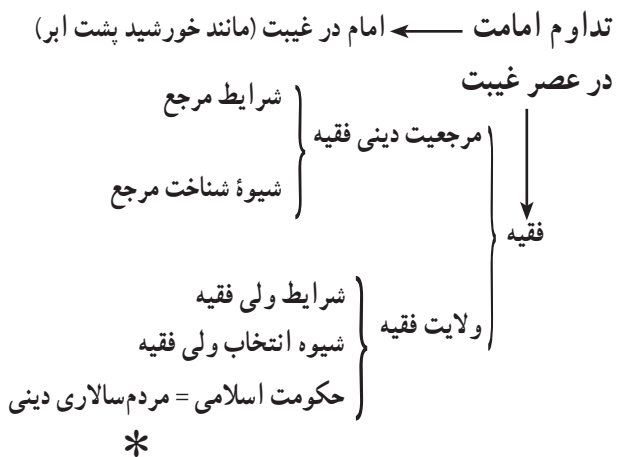 تداوم امامت امام در غیبت (مانند خورشید پشت ابر)
در عصر غیبت
فقیه
مرجعیت دینی فقیه
شرایط مرجع
شیوهٔ شناخت مرجع
ولایت فقیه
شرایط ولی فقیه
شیوه انتخاب ولی فقیه
حکومت اسلامی = مردم‌سالاری دینی
*